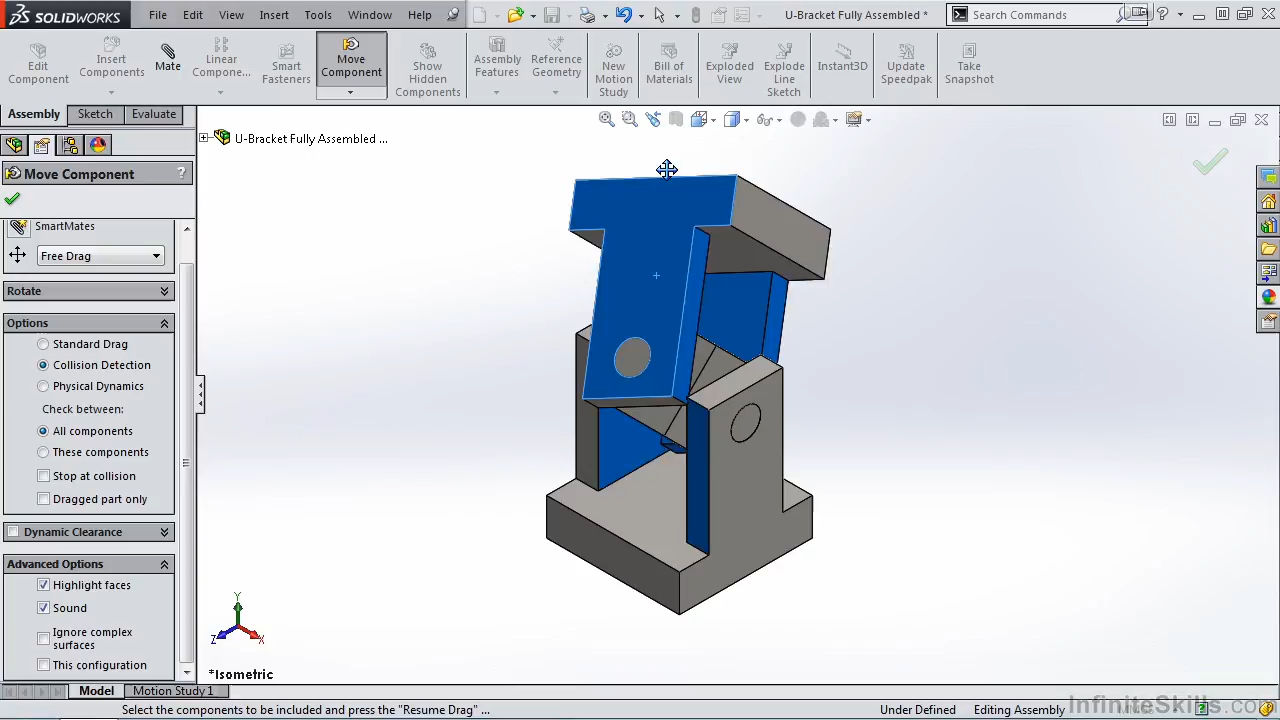 SOLIDWORKS File Edit View Insert Tools Window Help U-Bracket Fully Assembled * Search Commands
Edit Component
Insert Components
Mate
Linear Compone...
Smart Fasteners
Move Component
Show Hidden Components
Assembly Features
Reference Geometry
New Motion Study
Bill of Materials
Exploded View
Explode Line Sketch
Instant3D
Update Speedpak
Take Snapshot
Assembly Sketch Evaluate
U-Bracket Fully Assembled ...
Move Component ?
SmartMates
Free Drag
Rotate
Options
Standard Drag
Collision Detection
Physical Dynamics
Check between:
All components
These components
Stop at collision
Dragged part only
Dynamic Clearance
Advanced Options
Highlight faces
Sound
Ignore complex
surfaces
This configuration
Y
Z X
*Isometric
Model Motion Study 1
InfiniteSkills.com
Select the components to be included and press the "Resume Drag" ... Under Defined Editing Assembly